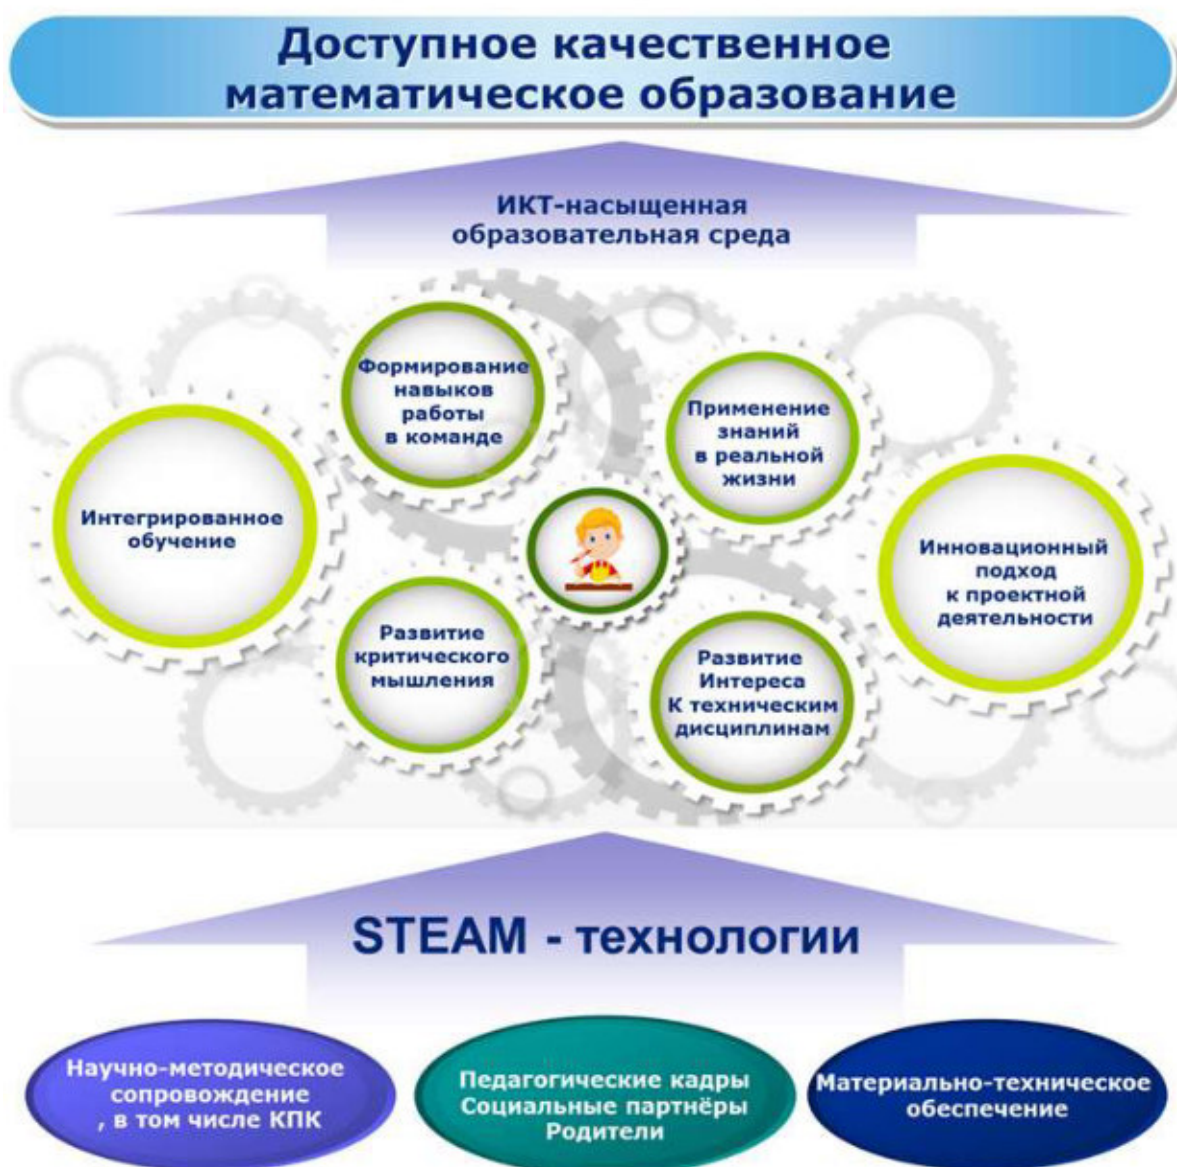 Доступное качественное
математическое образование
ИКТ-насыщенная
образовательная среда
Формирование
навыков
работы
в команде
Применение
знаний
в реальной
жизни
Интегрированное
обучение
Инновационный
подход
к проектной
деятельности
Развитие
критического
мышления
Развитие
Интереса
К техническим
дисциплинам
STEAM - технологии
Научно-методическое
сопровождение
, в том числе КПК
Педагогические кадры
Социальные партнёры
Родители
Материально-техническое
обеспечение